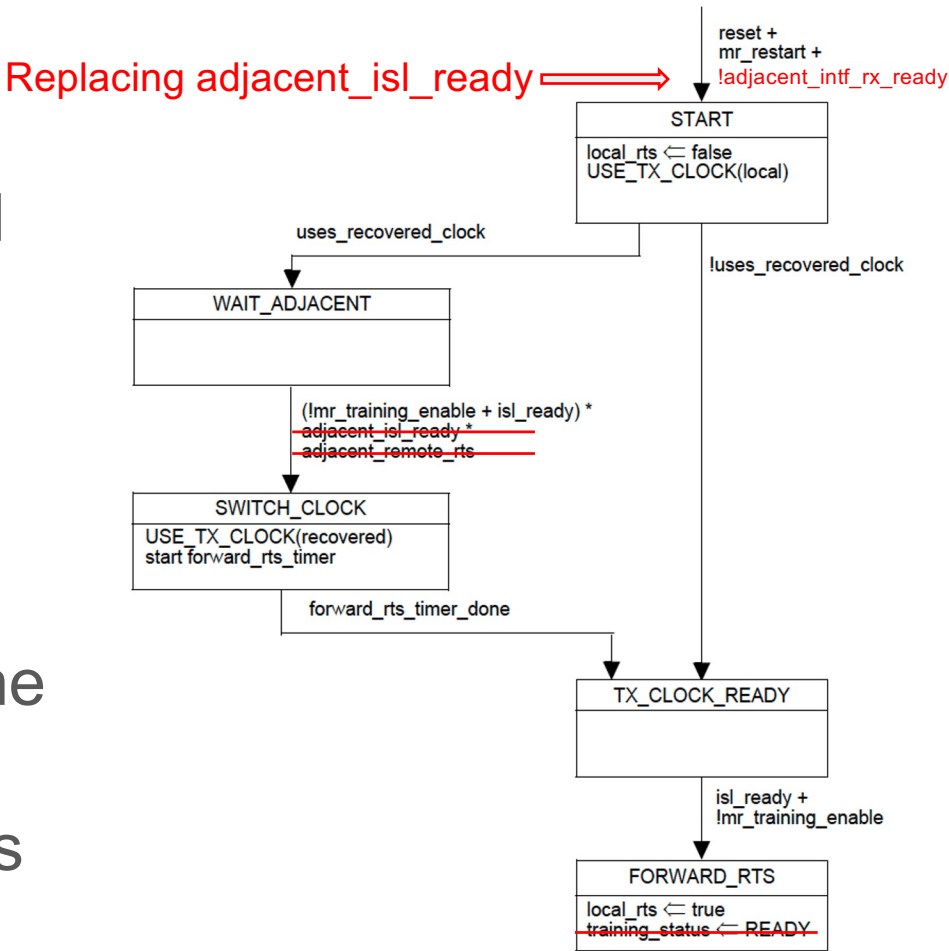 reset +
mr_restart +
Replacing adjacent_isl_ready
!adjacent_intf_rx_ready
START
local_rts ⇐ false
USE_TX_CLOCK(local)
uses_recovered_clock
!uses_recovered_clock
WAIT_ADJACENT
(!mr_training_enable + isl_ready) *
adjacent_isl_ready *
adjacent_remote_rts
SWITCH_CLOCK
USE_TX_CLOCK(recovered)
start forward_rts_timer
forward_rts_timer_done
ne
TX_CLOCK_READY
isl_ready +
!mr_training_enable
s
FORWARD_RTS
local_rts ⇐ true
training_status ⇐ READY